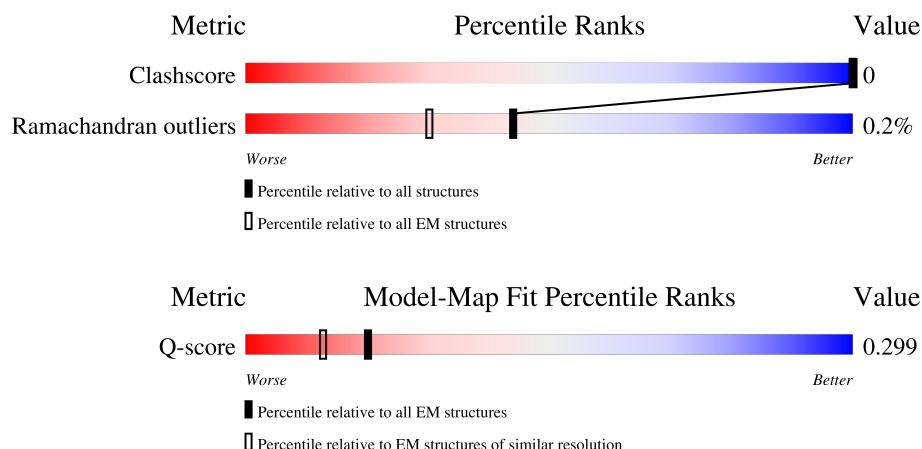 Metric Percentile Ranks Value
Clashscore 0
Ramachandran outliers 0.2%
Worse Better
Percentile relative to all structures
Percentile relative to all EM structures
Metric Model-Map Fit Percentile Ranks Value
Q-score 0.299
Worse Better
Percentile relative to all EM structures
Percentile relative to EM structures of similar resolution